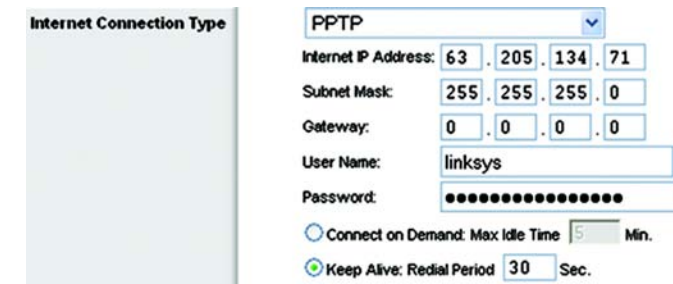 Internet Connection Type
PPTP
Internet IP Address: 63 . 205 . 134 . 71
Subnet Mask: 255 . 255 . 255 . 0
Gateway: 0 . 0 . 0 . 0
User Name: linksys
Password: ●●●●●●●●●●●●●●●●
Connect on Demand: Max Idle Time 5 Min.
Keep Alive: Redial Period 30 Sec.